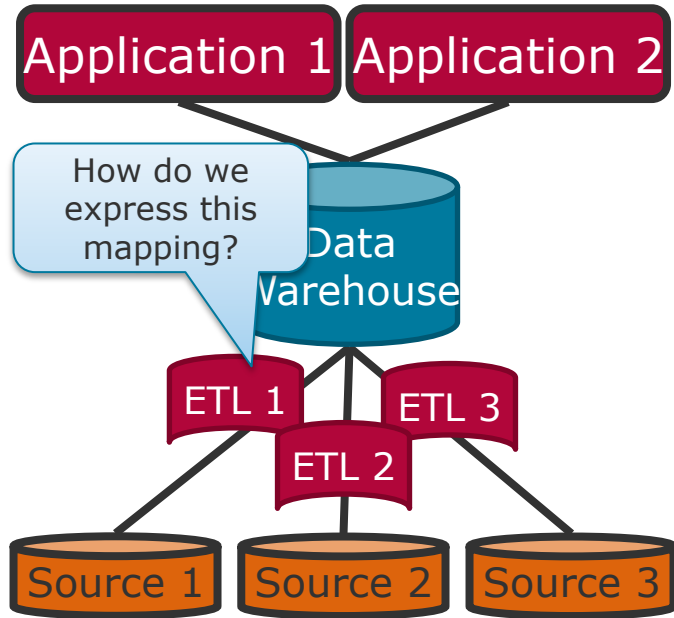 Application 1
Application 2
How do we
express this
mapping?
Data
Warehouse
ETL 1
ETL 3
ETL 2
Source 1
Source 2
Source 3